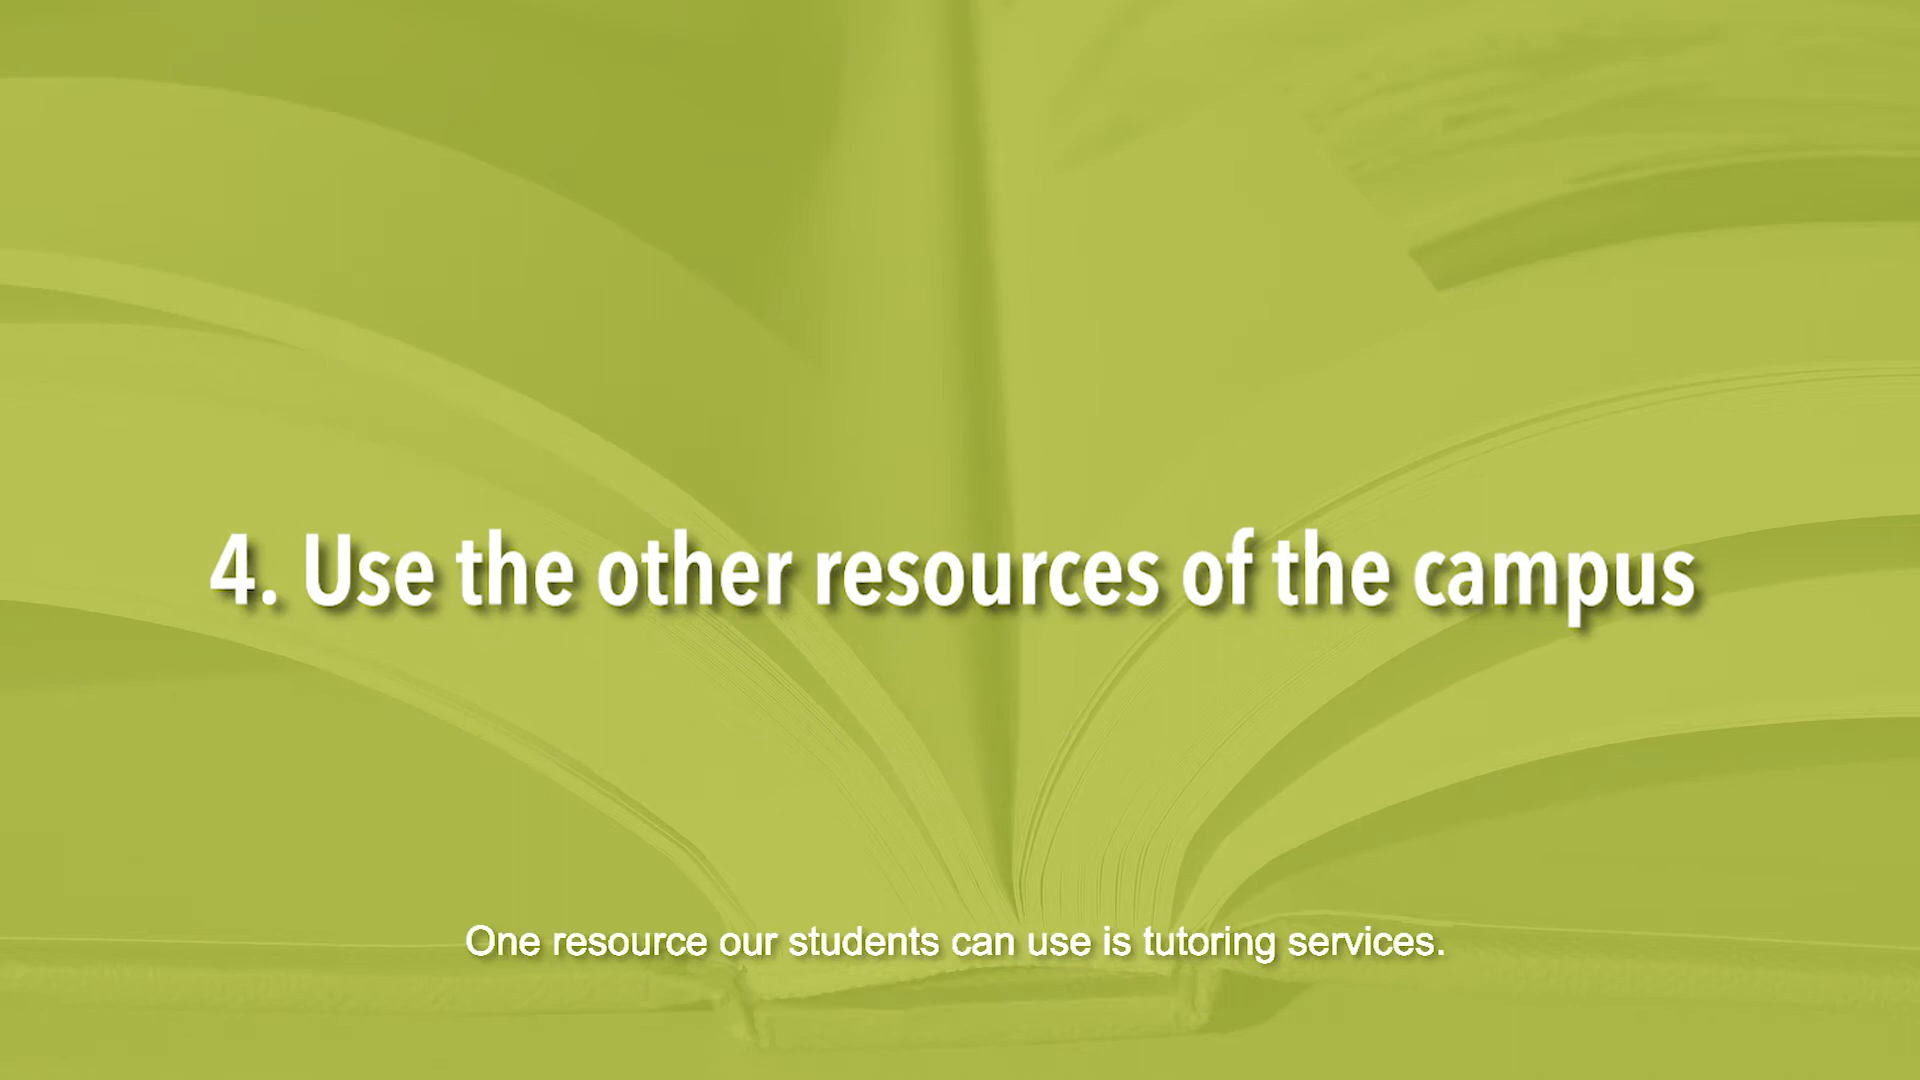 4. Use the other resources of the campus
One resource our students can use is tutoring services.